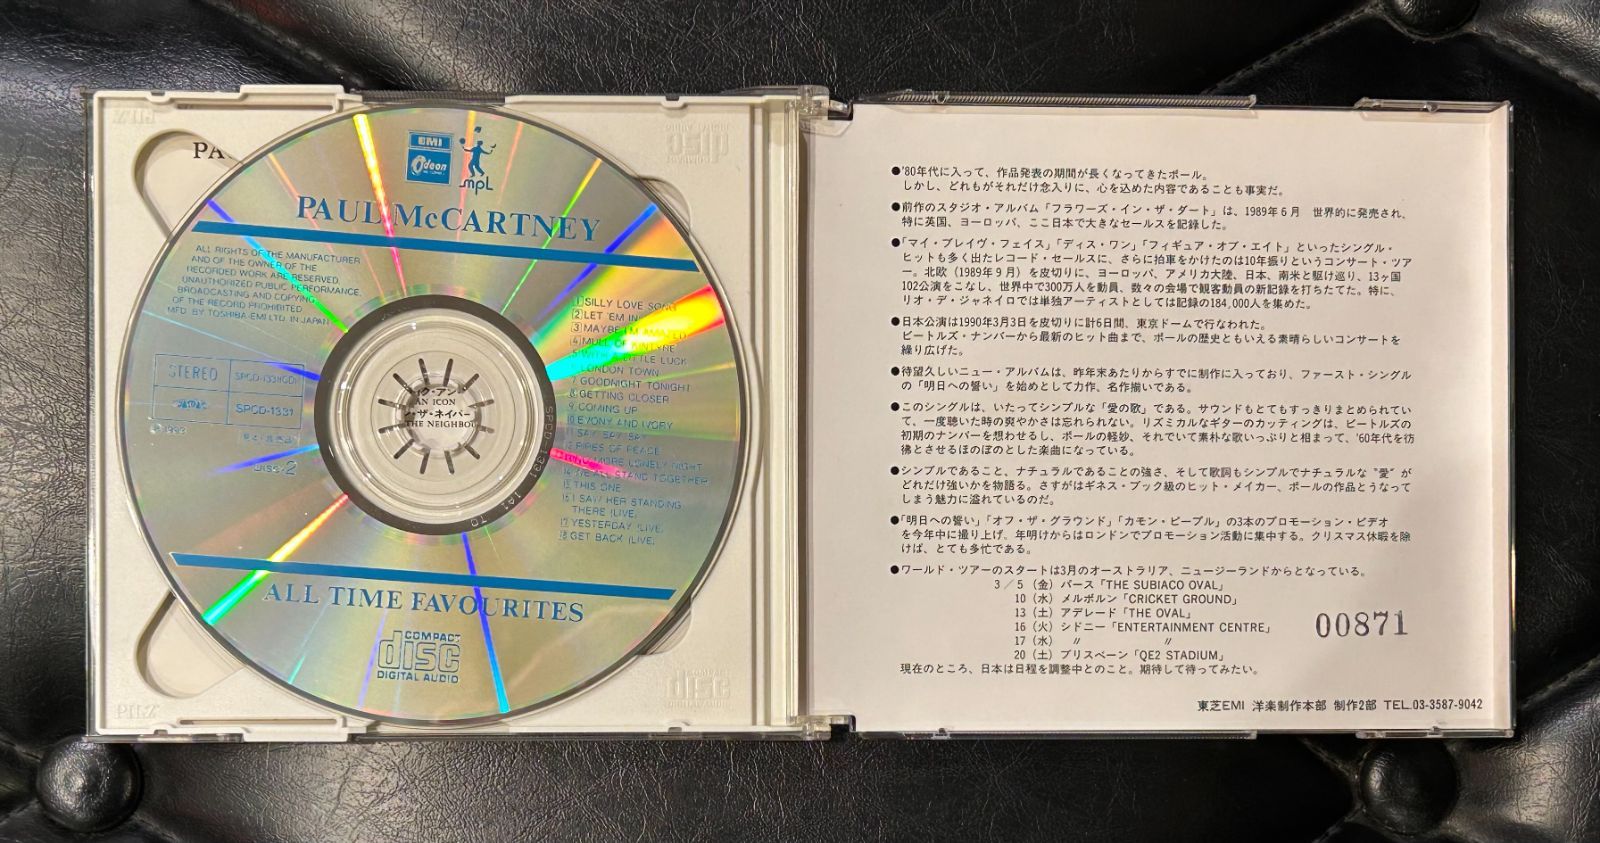 PILZ
PA
EMI
Odeon
MPL
PAUL McCARTNEY
ALL RIGHTS OF THE MANUFACTURER
AND OF THE OWNER OF THE
RECORDED WORK ARE RESERVED.
UNAUTHORIZED PUBLIC PERFORMANCE,
BROADCASTING AND COPYING
OF THE RECORD PROHIBITED
MFD. BY TOSHIBA-EMI LTD. IN JAPAN
STEREO
SPCD-1331
DISC-2
1 SILLY LOVE SONG
2 LET 'EM IN
3 MAYBE I'M AMAZED
4 MULL OF KINTYRE
5 WITH A LITTLE LUCK
6 LONDON TOWN
7 GOODNIGHT TONIGHT
8 GETTING CLOSER
9 COMING UP
10 EVONY AND IVORY
11 SAY SAY SAY
12 PIPES OF PEACE
13 NO MORE LONELY NIGHT
14 WE ALL STAND TOGETHER
15 THIS ONE
16 I SAW HER STANDING
THERE (LIVE)
17 YESTERDAY (LIVE)
18 GET BACK (LIVE)
イク・アン
AN ICON
ン・ザ・ネイバー
THE NEIGHBO
SPCD-1331 1A1 TO
ALL TIME FAVOURITES
COMPACT
disc
DIGITAL AUDIO
PILZ
●'80年代に入って、作品発表の期間が長くなってきたポール。
しかし、どれもがそれだけ念入りに、心を込めた内容であることも事実だ。
●前作のスタジオ・アルバム「フラワーズ・イン・ザ・ダート」は、1989年6月 世界的に発売され、
特に英国、ヨーロッパ、ここ日本で大きなセールスを記録した。
●「マイ・ブレイヴ・フェイス」「ディス・ワン」「フィギュア・オブ・エイト」といったシングル・
ヒットも多く出たレコード・セールスに、さらに拍車をかけたのは10年振りというコンサート・ツア
ー。北欧（1989年9月）を皮切りに、ヨーロッパ、アメリカ大陸、日本、南米と駆け巡り、13ヶ国
102公演をこなし、世界中で300万人を動員、数々の会場で観客動員の新記録を打ちたてた。特に、
リオ・デ・ジャネイロでは単独アーティストとしては記録の184,000人を集めた。
●日本公演は1990年3月3日を皮切りに計6日間、東京ドームで行なわれた。
ビートルズ・ナンバーから最新のヒット曲まで、ポールの歴史ともいえる素晴らしいコンサートを
繰り広げた。
●待望久しいニュー・アルバムは、昨年末あたりからすでに制作に入っており、ファースト・シングル
の「明日への誓い」を始めとして力作、名作揃いである。
●このシングルは、いたってシンプルな「愛の歌」である。サウンドもとてもすっきりまとめられてい
て、一度聴いた時の爽やかさは忘れられない。リズミカルなギターのカッティングは、ビートルズの
初期のナンバーを想わせるし、ポールの軽妙、それでいて素朴な歌いっぷりと相まって、'60年代を彷
彿とさせるほのぼのとした楽曲になっている。
●シンプルであること、ナチュラルであることの強さ、そして歌詞もシンプルでナチュラルな〝愛〟が
どれだけ強いかを物語る。さすがはギネス・ブック級のヒット・メイカー、ポールの作品とうなって
しまう魅力に溢れているのだ。
●「明日への誓い」「オフ・ザ・グラウンド」「カモン・ピープル」の3本のプロモーション・ビデオ
を今年中に撮り上げ、年明けからはロンドンでプロモーション活動に集中する。クリスマス休暇を除
けば、とても多忙である。
●ワールド・ツアーのスタートは3月のオーストラリア、ニュージーランドからとなっている。
3／5（金）パース「THE SUBIACO OVAL」
10（水）メルボルン「CRICKET GROUND」
13（土）アデレード「THE OVAL」
16（火）シドニー「ENTERTAINMENT CENTRE」
17（水） 〃 〃
20（土）ブリスベーン「QE2 STADIUM」
現在のところ、日本は日程を調整中とのこと。期待して待ってみたい。
00871
東芝EMI 洋楽制作本部 制作2部 TEL.03-3587-9042